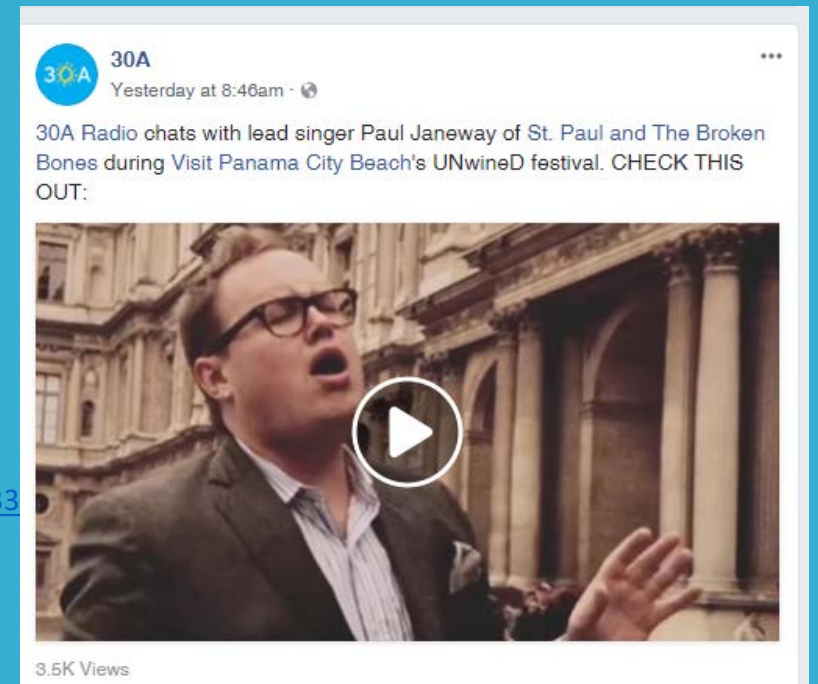 30A
30A
Yesterday at 8:46am ·
30A Radio chats with lead singer Paul Janeway of St. Paul and The Broken
Bones during Visit Panama City Beach's UNwineD festival. CHECK THIS
OUT:
33
3.5K Views